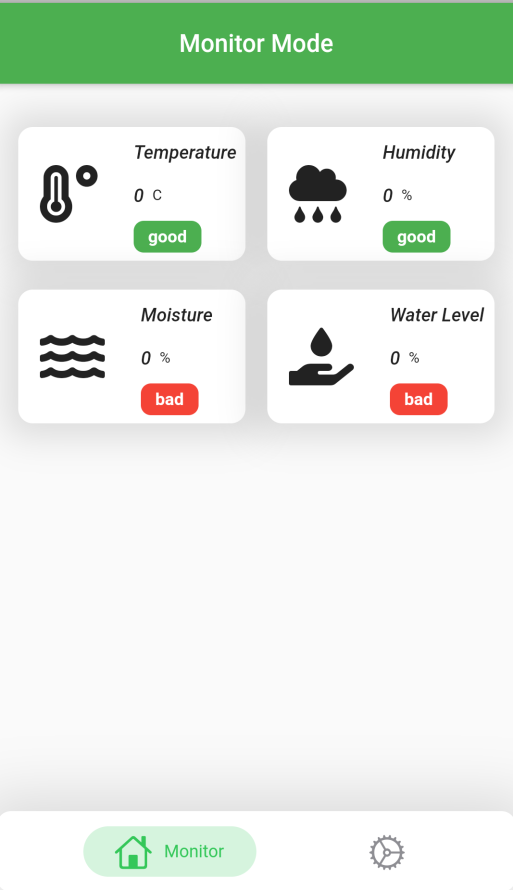 Monitor Mode
Temperature
0 C
good
Humidity
0 %
good
Moisture
0 %
bad
Water Level
0 %
bad
Monitor